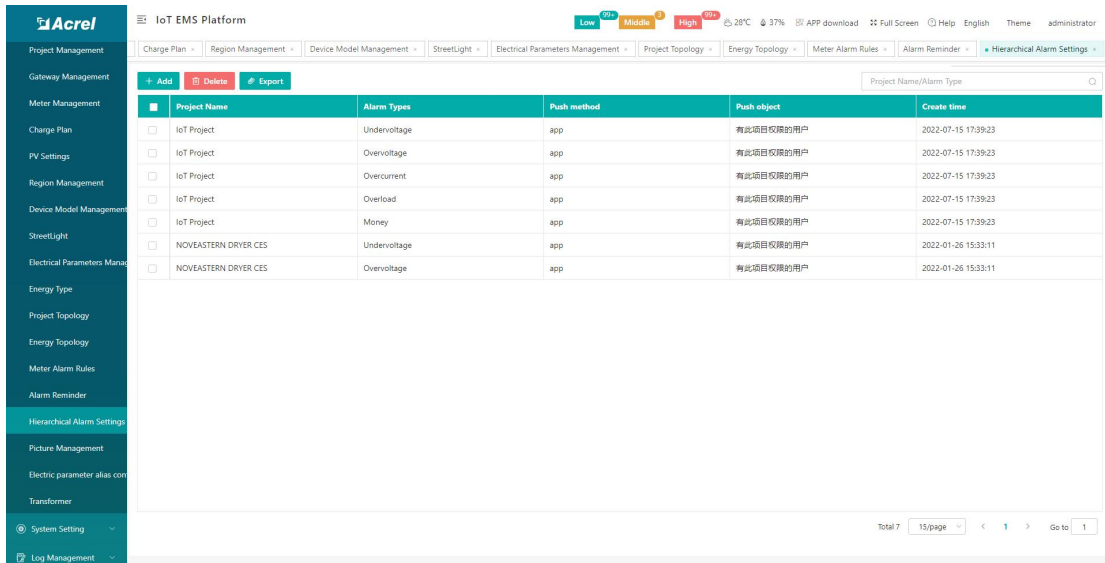 Acrel
IoT EMS Platform
Low 99+ Middle 3 High 99+ 28℃ 37% APP download Full Screen Help English Theme administrator
Charge Plan × Region Management × Device Model Management × StreetLight × Electrical Parameters Management × Project Topology × Energy Topology × Meter Alarm Rules × Alarm Reminder × Hierarchical Alarm Settings ×
Project Management
Gateway Management
Meter Management
Charge Plan
PV Settings
Region Management
Device Model Management
StreetLight
Electrical Parameters Manag
Energy Type
Project Topology
Energy Topology
Meter Alarm Rules
Alarm Reminder
Hierarchical Alarm Settings
Picture Management
Electric parameter alias con
Transformer
System Setting
Log Management
+ Add Delete Export Project Name/Alarm Type
Project Name Alarm Types Push method Push object Create time
IoT Project Undervoltage app 有此项目权限的用户 2022-07-15 17:39:23
IoT Project Overvoltage app 有此项目权限的用户 2022-07-15 17:39:23
IoT Project Overcurrent app 有此项目权限的用户 2022-07-15 17:39:23
IoT Project Overload app 有此项目权限的用户 2022-07-15 17:39:23
IoT Project Money app 有此项目权限的用户 2022-07-15 17:39:23
NOVEASTERN DRYER CES Undervoltage app 有此项目权限的用户 2022-01-26 15:33:11
NOVEASTERN DRYER CES Overvoltage app 有此项目权限的用户 2022-01-26 15:33:11
Total 7 15/page < 1 > Go to 1